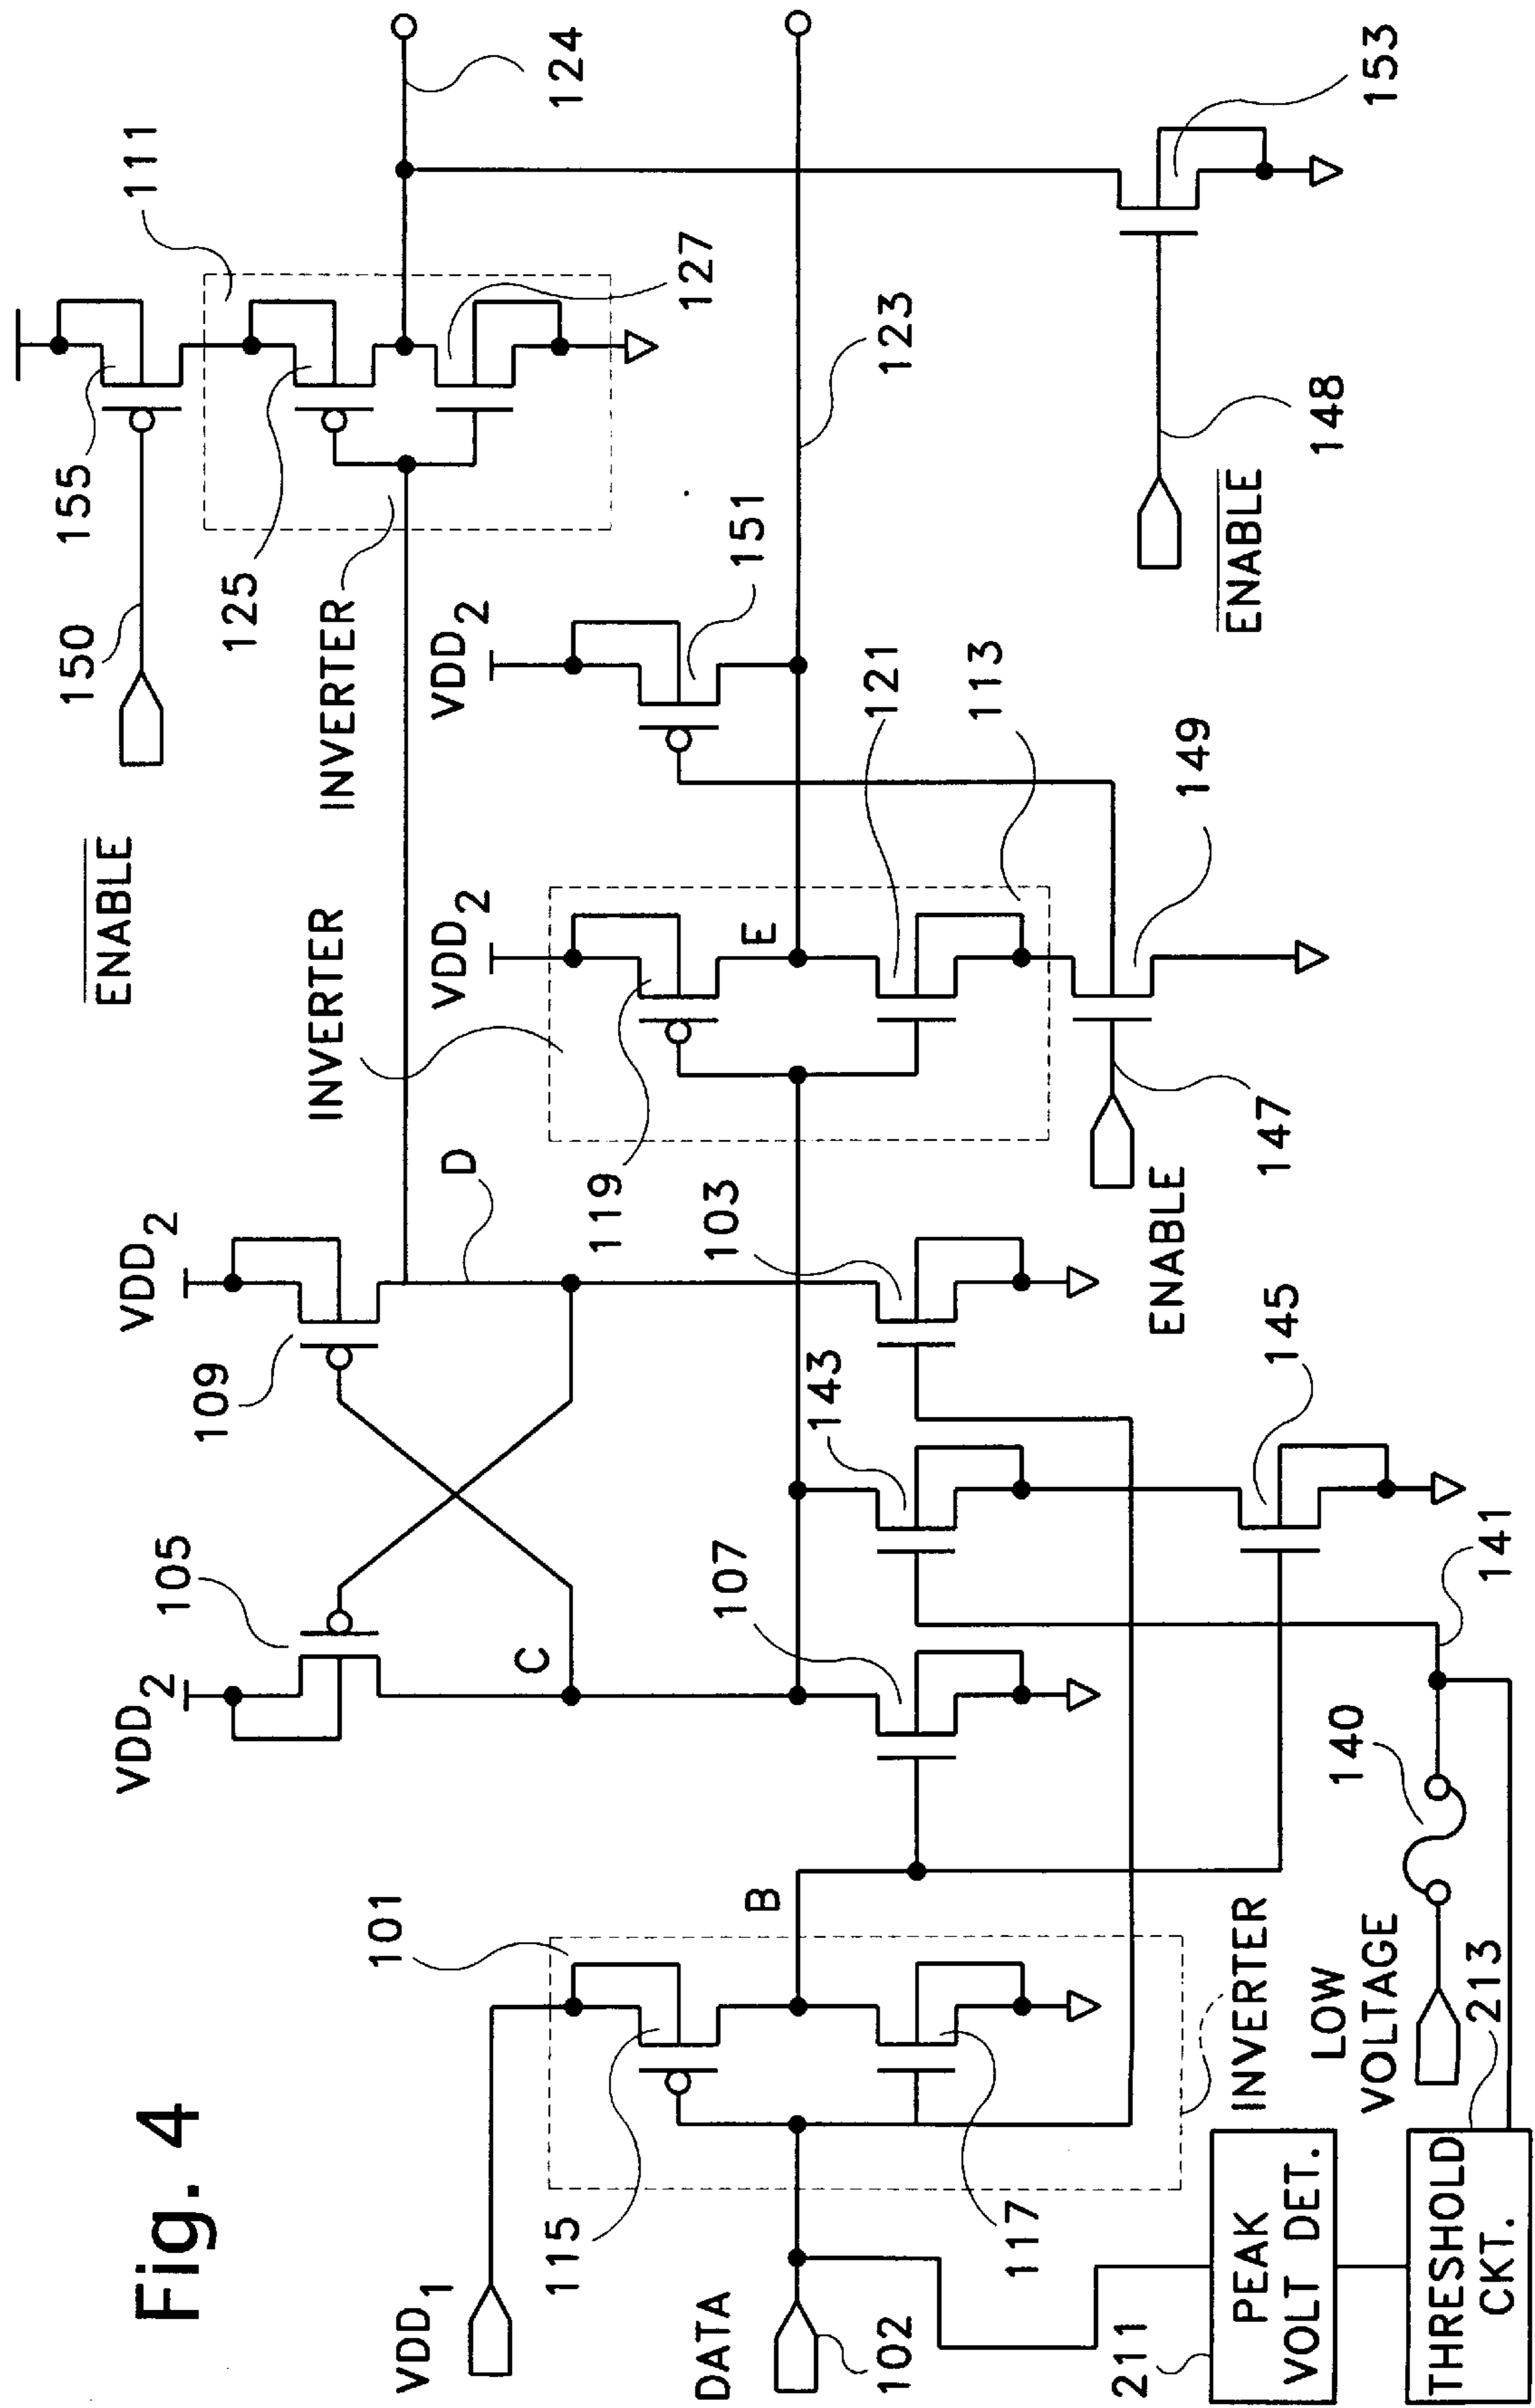 Fig. 4
ENABLE
150
155
111
125
INVERTER
124
127
VDD2
105
109
VDD2
D
C
INVERTER
VDD2
119
E
VDD2
151
121
113
123
VDD1
101
115
B
107
143
103
DATA
102
117
INVERTER
145
ENABLE
147
149
148
ENABLE
153
211
PEAK
VOLT DET.
LOW
VOLTAGE
140
141
213
THRESHOLD
CKT.